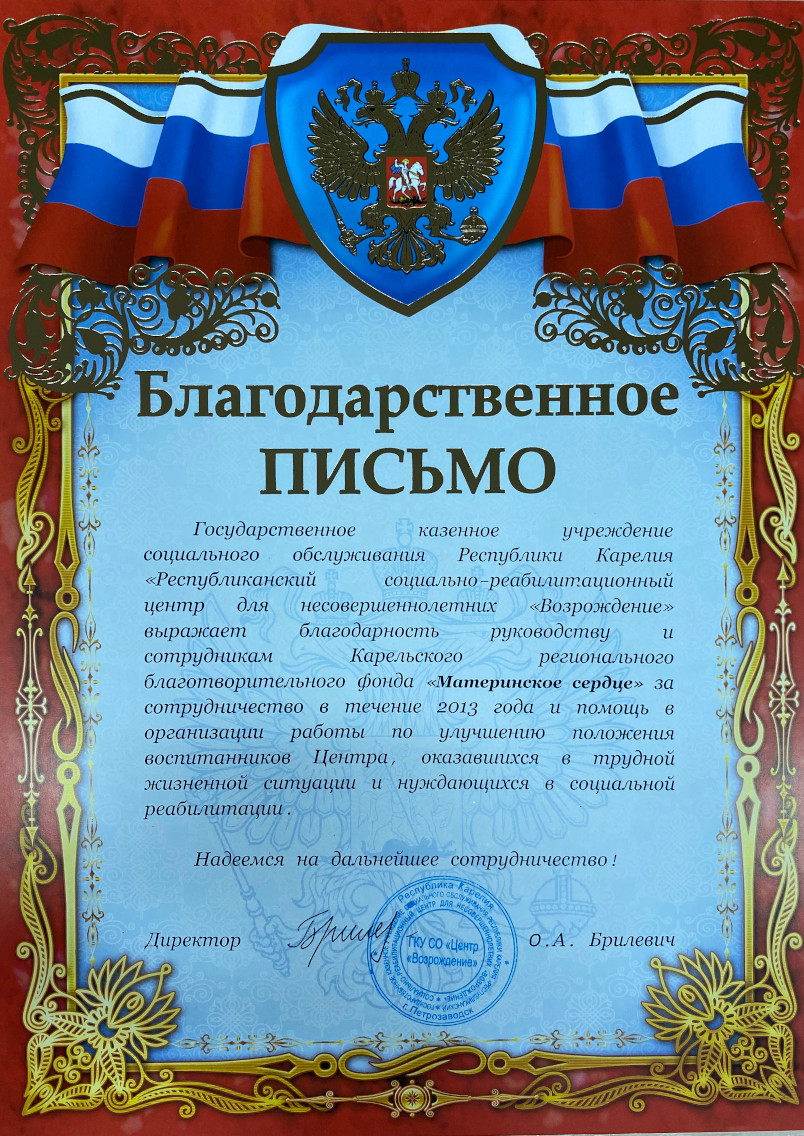 Благодарственное
ПИСЬМО
Государственное казенное учреждение
социального обслуживания Республики Карелия
«Республиканский социально-реабилитационный
центр для несовершеннолетних «Возрождение»
выражает благодарность руководству и
сотрудникам Карельского регионального
благотворительного фонда «Материнское сердце» за
сотрудничество в течение 2013 года и помощь в
организации работы по улучшению положения
воспитанников Центра, оказавшихся в трудной
жизненной ситуации и нуждающихся в социальной
реабилитации.
Надеемся на дальнейшее сотрудничество!
Директор
О.А. Брилевич
Республика Карелия
ГКУ СО «Центр
«Возрождение»
г. Петрозаводск